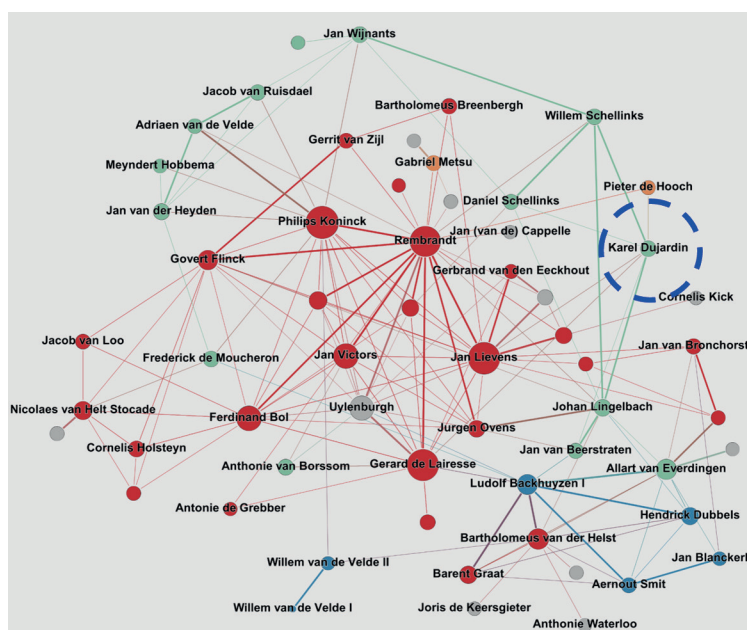 Jan Wijnants
Jacob van Ruisdael
Bartholomeus Breenbergh
Willem Schellinks
Adriaen van de Velde
Gerrit van Zijl
Gabriel Metsu
Meyndert Hobbema
Pieter de Hooch
Daniel Schellinks
Jan van der Heyden
Philips Koninck
Jan (van de) Cappelle
Rembrandt
Karel Dujardin
Govert Flinck
Gerbrand van den Eeckhout
Cornelis Kick
Jacob van Loo
Jan van Bronchorst
Frederick de Moucheron
Jan Victors
Jan Lievens
Uylenburgh
Johan Lingelbach
Nicolaes van Helt Stocade
Ferdinand Bol
Jurgen Ovens
Cornelis Holsteyn
Jan van Beerstraten
Anthonie van Borssom
Gerard de Lairesse
Allart van Everdingen
Ludolf Backhuyzen I
Antonie de Grebber
Hendrick Dubbels
Bartholomeus van der Helst
Willem van de Velde II
Jan Blanckerl
Barent Graat
Aernout Smit
Willem van de Velde I
Joris de Keersgieter
Anthonie Waterloo